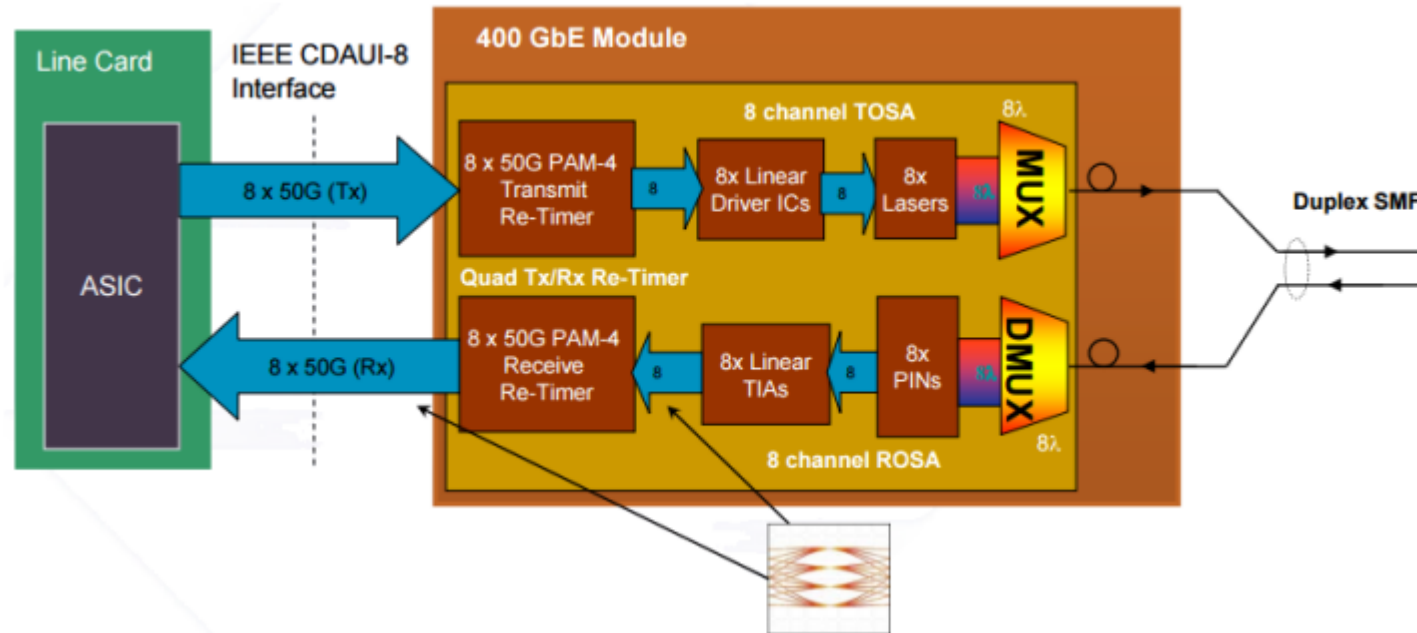 400 GbE Module
Line Card
IEEE CDAUI-8
Interface
8 channel TOSA
8λ
8 x 50G PAM-4
Transmit
Re-Timer
8
8x Linear
Driver ICs
8
8x
Lasers
8λ
MUX
8 x 50G (Tx)
Duplex SMF
ASIC
Quad Tx/Rx Re-Timer
8 x 50G (Rx)
8 x 50G PAM-4
Receive
Re-Timer
8
8x Linear
TIAs
8
8x
PINs
8λ
DMUX
8λ
8 channel ROSA